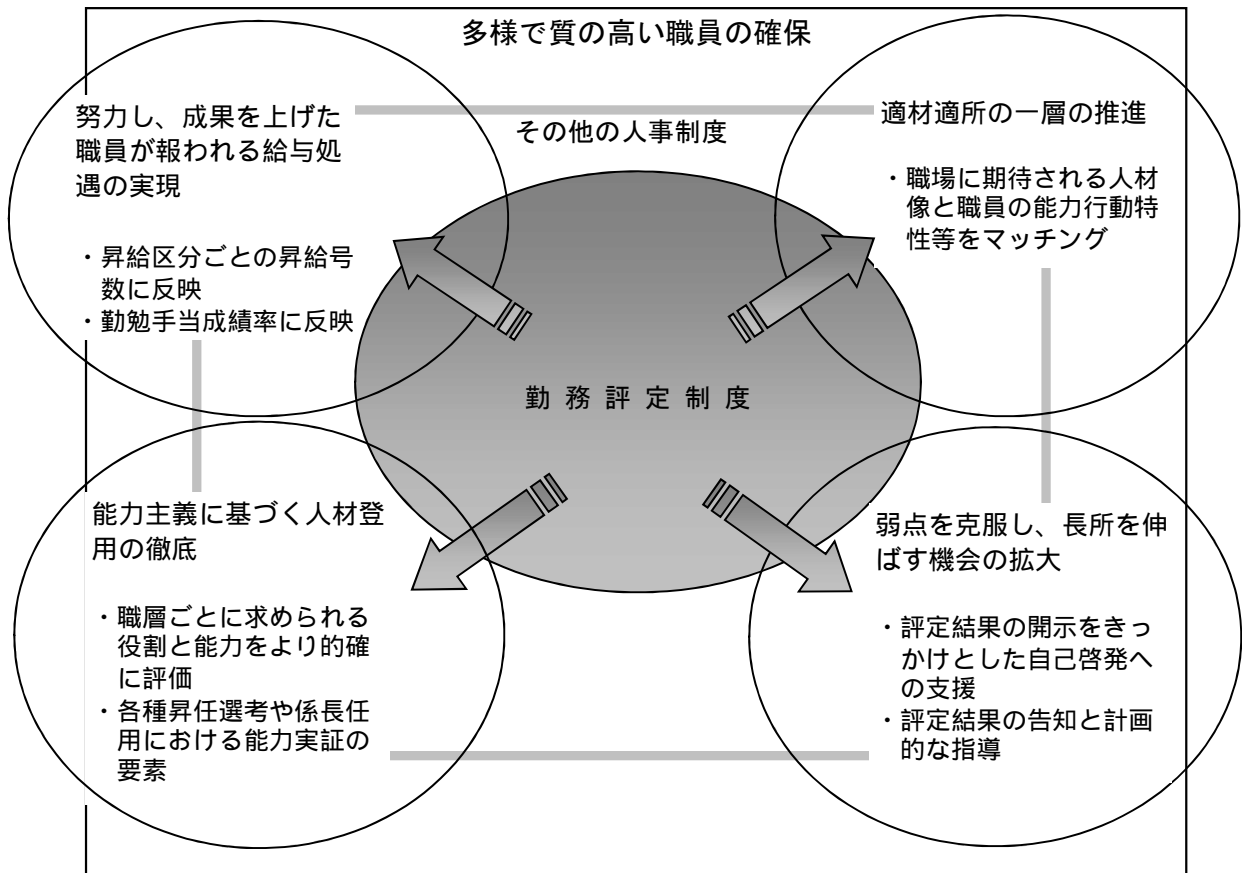 多様で質の高い職員の確保
努力し、成果を上げた
職員が報われる給与処
遇の実現
・昇給区分ごとの昇給号
数に反映
・勤勉手当成績率に反映
その他の人事制度
適材適所の一層の推進
・職場に期待される人材
像と職員の能力行動特
性等をマッチング
勤務評定制度
能力主義に基づく人材登
用の徹底
・職層ごとに求められる
役割と能力をより的確
に評価
・各種昇任選考や係長任
用における能力実証の
要素
弱点を克服し、長所を伸
ばす機会の拡大
・評定結果の開示をきっ
かけとした自己啓発へ
の支援
・評定結果の告知と計画
的な指導